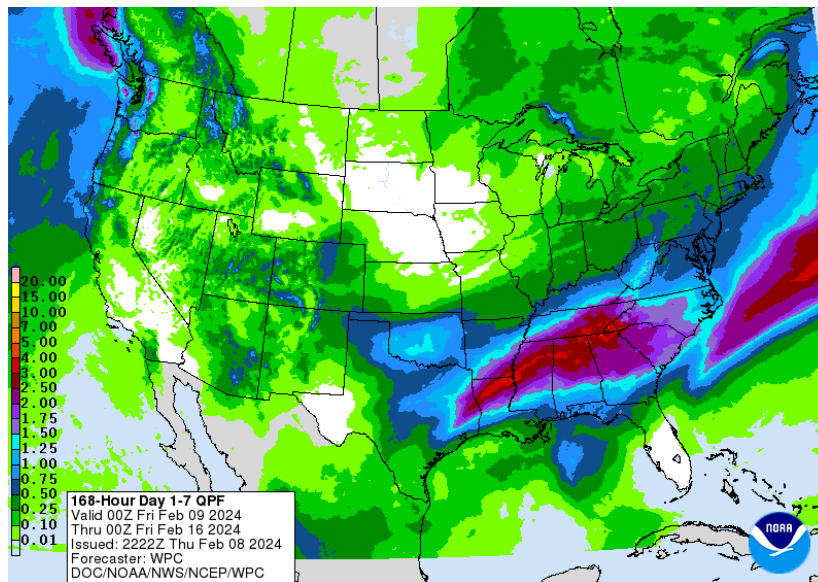 20.00
15.00
10.00
7.00
5.00
4.00
3.00
2.50
2.00
1.75
1.50
1.25
1.00
0.75
0.50
0.25
0.10
0.01
168-Hour Day 1-7 QPF
Valid 00Z Fri Feb 09 2024
Thru 00Z Fri Feb 16 2024
Issued: 2222Z Thu Feb 08 2024
Forecaster: WPC
DOC/NOAA/NWS/NCEP/WPC
NOAA